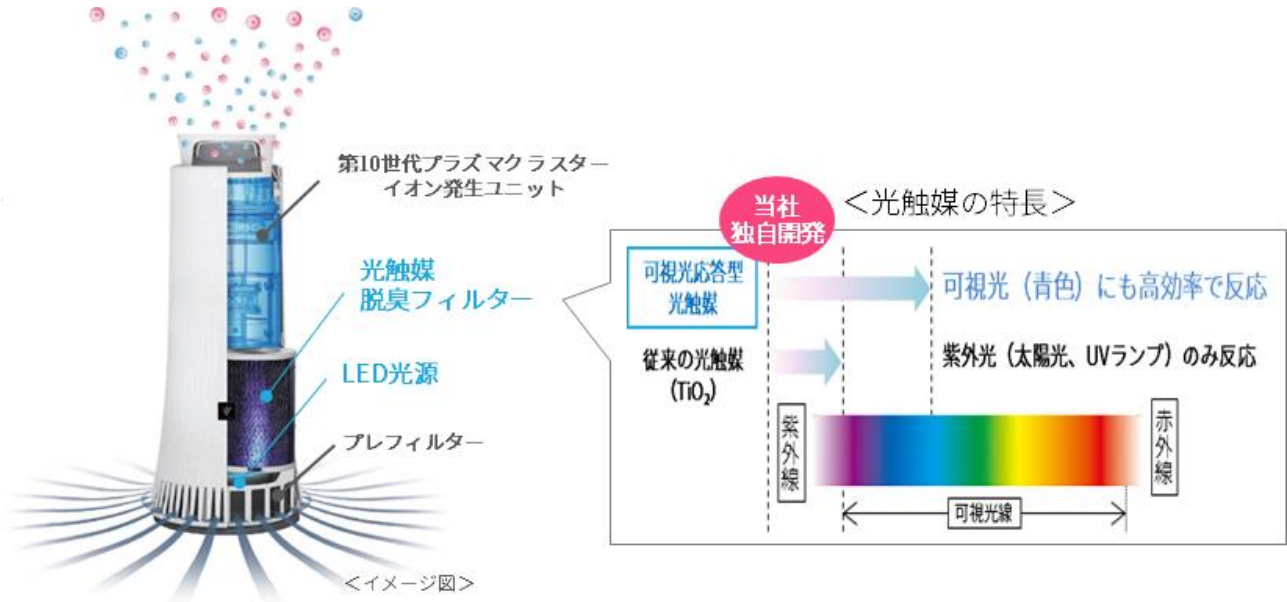 第10世代プラズマクラスター
イオン発生ユニット
光触媒
脱臭フィルター
LED光源
プレフィルター
＜イメージ図＞
当社
独自開発
＜光触媒の特長＞
可視光応答型
光触媒
可視光（青色）にも高効率で反応
従来の光触媒
(TiO₂)
紫外光（太陽光、UVランプ）のみ反応
紫外線
赤外線
可視光線